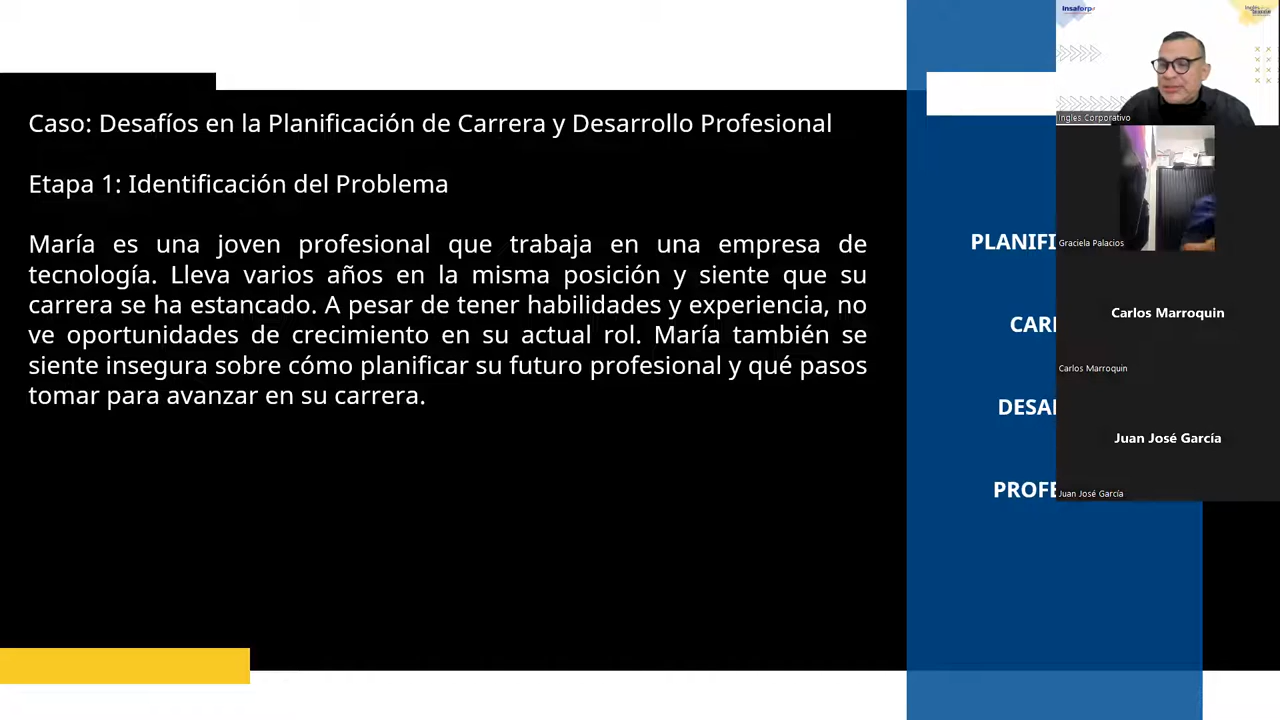 Caso: Desafíos en la Planificación de Carrera y Desarrollo Profesional
Etapa 1: Identificación del Problema
María es una joven profesional que trabaja en una empresa de
tecnología. Lleva varios años en la misma posición y siente que su
carrera se ha estancado. A pesar de tener habilidades y experiencia, no
ve oportunidades de crecimiento en su actual rol. María también se
siente insegura sobre cómo planificar su futuro profesional y qué pasos
tomar para avanzar en su carrera.
PLANIFI
CARR
DESAR
PROFE
insaforp
Ingles Corporativo
Graciela Palacios
Carlos Marroquin
Carlos Marroquin
Juan José García
Juan José García